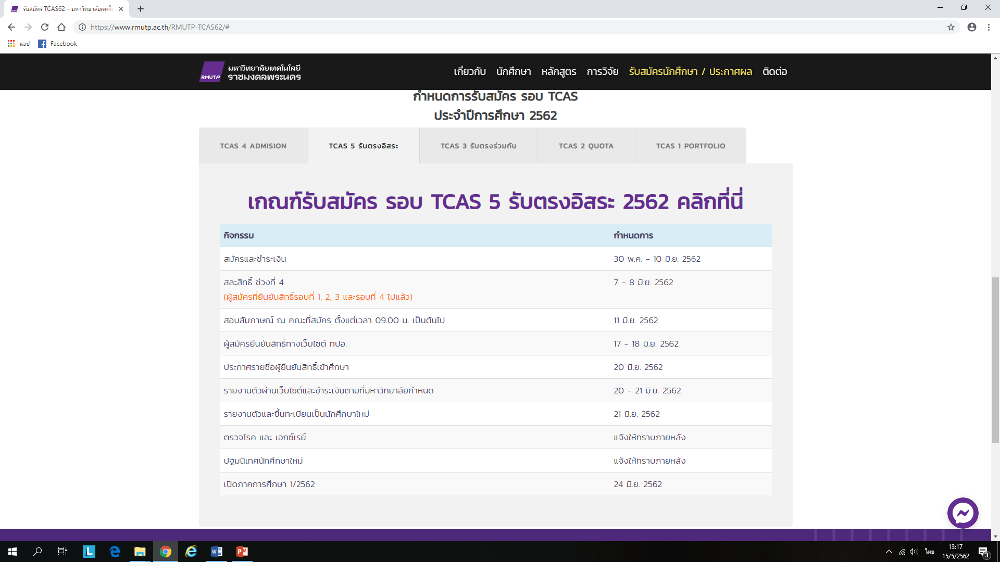 รับสมัคร TCAS62 – มหาวิทยาลัยเทคโน
https://www.rmutp.ac.th/RMUTP-TCAS62/#
แอป Facebook
RMUTP มหาวิทยาลัยเทคโนโลยี
ราชมงคลพระนคร
เกี่ยวกับ นักศึกษา หลักสูตร การวิจัย รับสมัครนักศึกษา / ประกาศผล ติดต่อ
กำหนดการรับสมัคร รอบ TCAS
ประจำปีการศึกษา 2562
TCAS 4 ADMISION TCAS 5 รับตรงอิสระ TCAS 3 รับตรงร่วมกัน TCAS 2 QUOTA TCAS 1 PORTFOLIO
เกณฑ์รับสมัคร รอบ TCAS 5 รับตรงอิสระ 2562 คลิกที่นี่
กิจกรรม กำหนดการ
สมัครและชำระเงิน 30 พ.ค. - 10 มิ.ย. 2562
สละสิทธิ์ ช่วงที่ 4 7 - 8 มิ.ย. 2562
(ผู้สมัครที่ยืนยันสิทธิ์รอบที่ 1, 2, 3 และรอบที่ 4 ไปแล้ว)
สอบสัมภาษณ์ ณ คณะที่สมัคร ตั้งแต่เวลา 09.00 น. เป็นต้นไป 11 มิ.ย. 2562
ผู้สมัครยืนยันสิทธิ์ทางเว็บไซต์ ทปอ. 17 - 18 มิ.ย. 2562
ประกาศรายชื่อผู้ยืนยันสิทธิ์เข้าศึกษา 20 มิ.ย. 2562
รายงานตัวผ่านเว็บไซต์และชำระเงินตามที่มหาวิทยาลัยกำหนด 20 - 21 มิ.ย. 2562
รายงานตัวและขึ้นทะเบียนเป็นนักศึกษาใหม่ 21 มิ.ย. 2562
ตรวจโรค และ เอกซ์เรย์ แจ้งให้ทราบภายหลัง
ปฐมนิเทศนักศึกษาใหม่ แจ้งให้ทราบภายหลัง
เปิดภาคการศึกษา 1/2562 24 มิ.ย. 2562
ไทย 13:17
15/5/2562 3